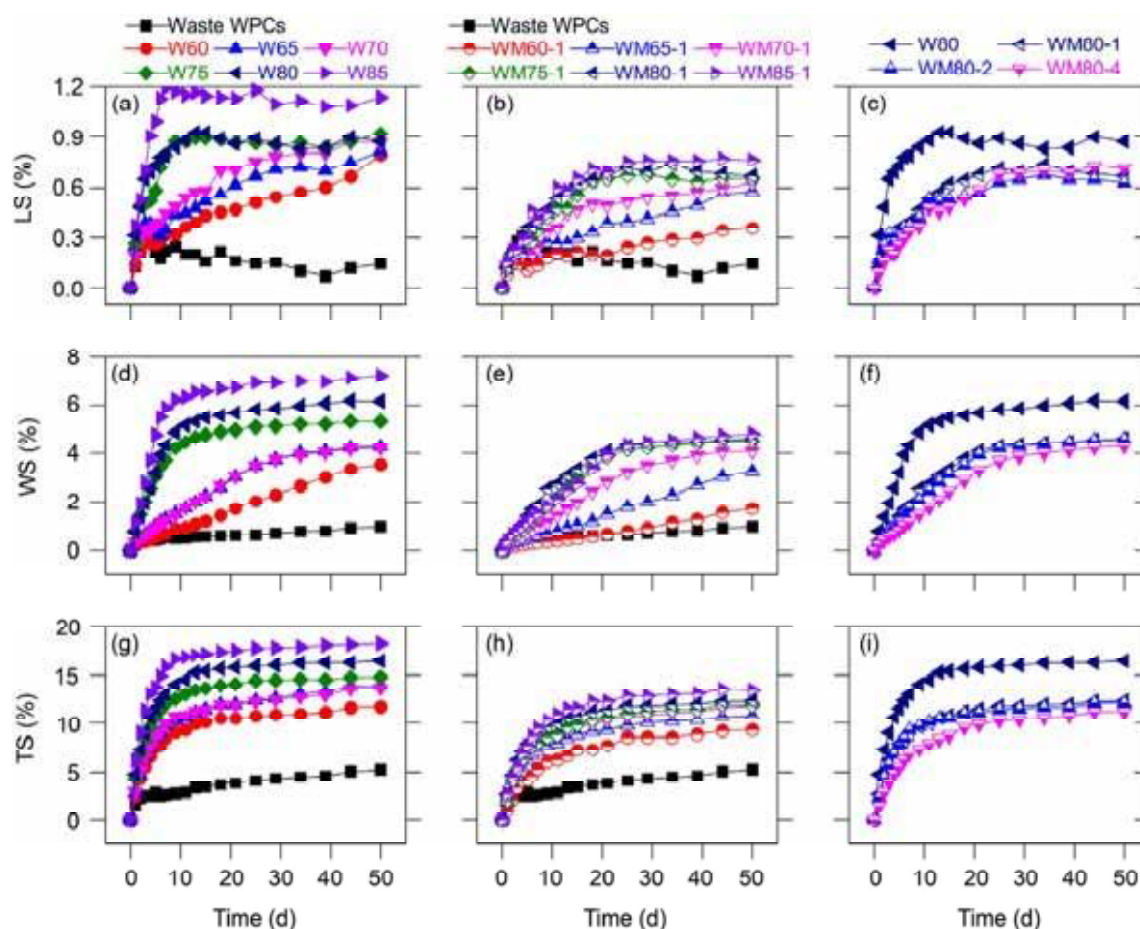 Waste WPCs
W60 W65 W70
W75 W80 W85
Waste WPCs
WM60-1 WM65-1 WM70-1
WM75-1 WM80-1 WM85-1
W60 WM60-1
WM80-2 WM80-4
LS (%)
1.2
0.9
0.6
0.3
0.0
(a)
(b)
(c)
WS (%)
8
6
4
2
0
(d)
(e)
(f)
TS (%)
20
15
10
5
0
(g)
(h)
(i)
0 10 20 30 40 50
0 10 20 30 40 50
0 10 20 30 40 50
Time (d)
Time (d)
Time (d)